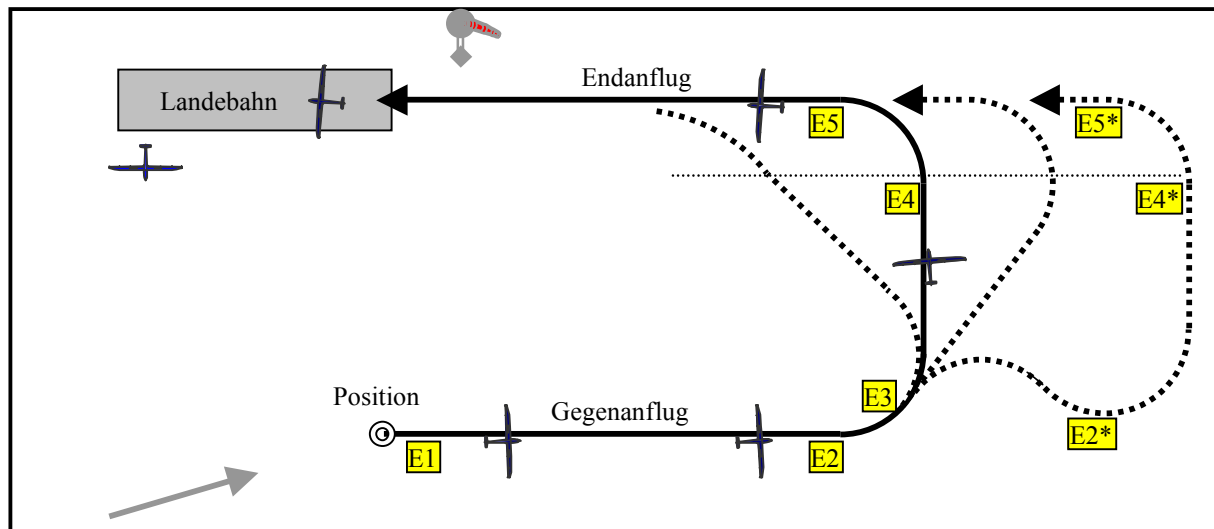 Endanflug
Landebahn
E5
E5*
E4
E4*
Position
E3
Gegenanflug
E1
E2
E2*